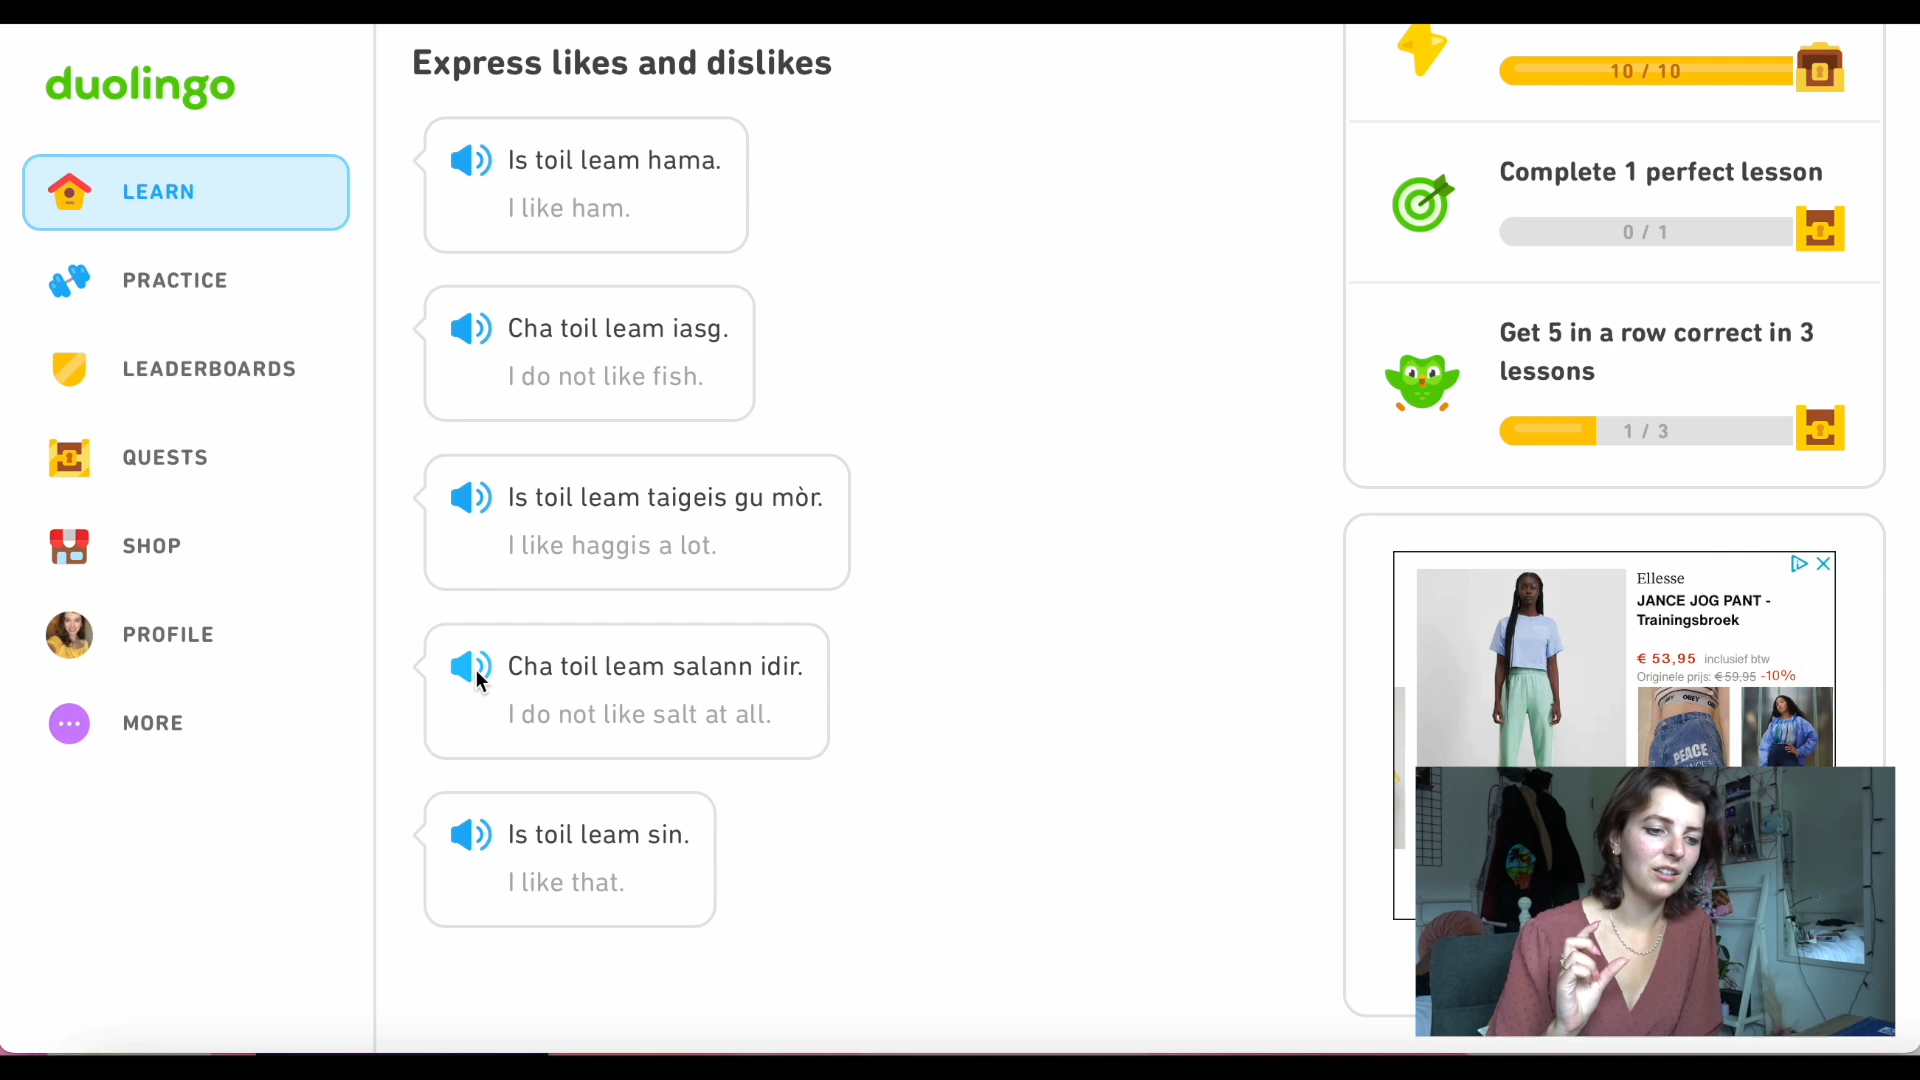 duolingo
LEARN
PRACTICE
LEADERBOARDS
QUESTS
SHOP
PROFILE
MORE
Express likes and dislikes
Is toil leam hama.
I like ham.
Cha toil leam iasg.
I do not like fish.
Is toil leam taigeis gu mòr.
I like haggis a lot.
Cha toil leam salann idir.
I do not like salt at all.
Is toil leam sin.
I like that.
10 / 10
Complete 1 perfect lesson
0 / 1
Get 5 in a row correct in 3
lessons
1 / 3
Ellesse
JANCE JOG PANT -
Trainingsbroek
€ 53,95 inclusief btw
Originele prijs: € 59,95 -10%
OBEY
PEACE